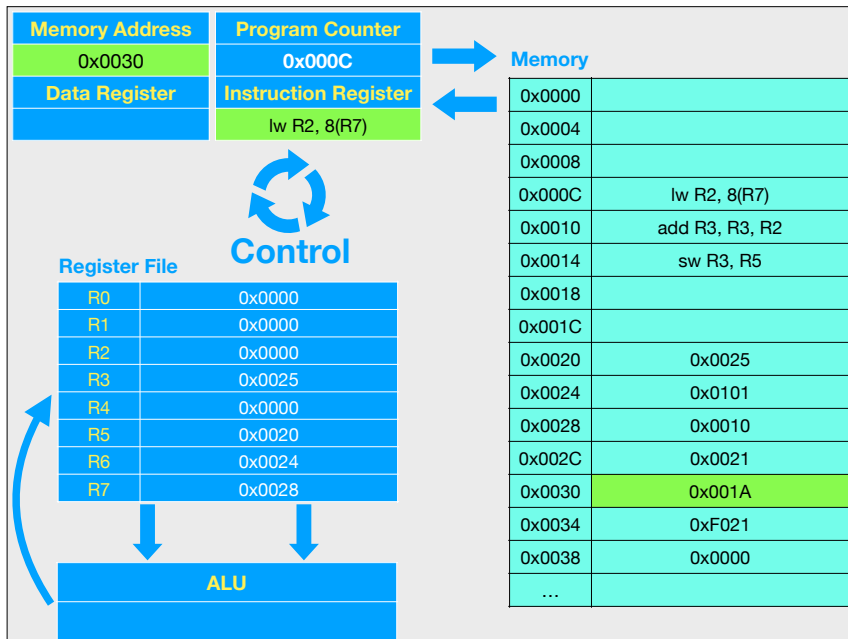 Memory Address Program Counter
0x0030 0x000C
Data Register Instruction Register
lw R2, 8(R7)
Control
Register File
R0 0x0000
R1 0x0000
R2 0x0000
R3 0x0025
R4 0x0000
R5 0x0020
R6 0x0024
R7 0x0028
ALU
Memory
0x0000
0x0004
0x0008
0x000C lw R2, 8(R7)
0x0010 add R3, R3, R2
0x0014 sw R3, R5
0x0018
0x001C
0x0020 0x0025
0x0024 0x0101
0x0028 0x0010
0x002C 0x0021
0x0030 0x001A
0x0034 0xF021
0x0038 0x0000
…